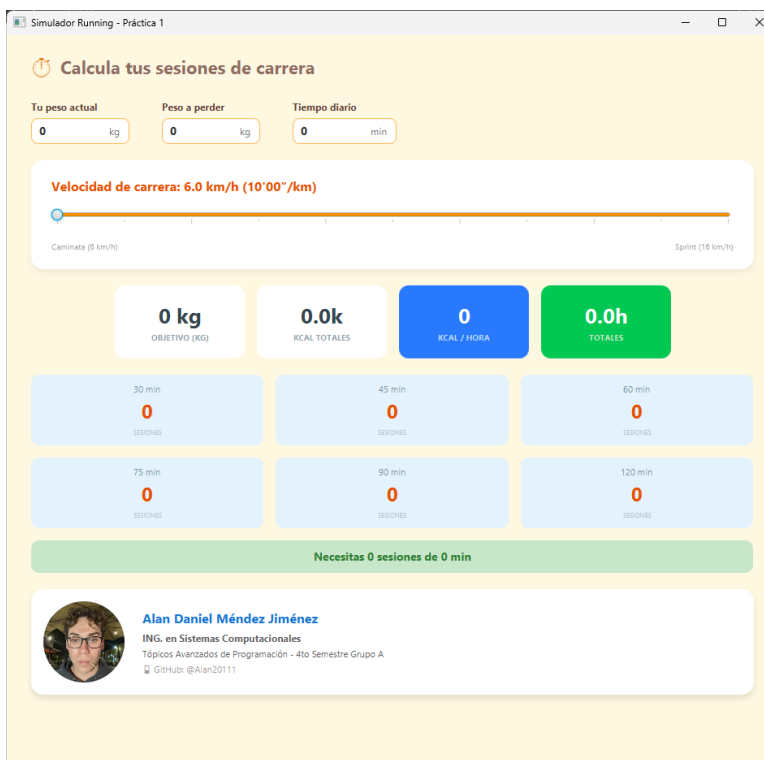 Simulador Running - Práctica 1
Calcula tus sesiones de carrera
Tu peso actual Peso a perder Tiempo diario
0 kg 0 kg 0 min
Velocidad de carrera: 6.0 km/h (10'00"/km)
Caminata (6 km/h) Sprint (16 km/h)
0 kg 0.0k 0 0.0h
OBJETIVO (KG) KCAL TOTALES KCAL / HORA TOTALES
30 min 45 min 60 min
0 0 0
SESIONES SESIONES SESIONES
75 min 90 min 120 min
0 0 0
SESIONES SESIONES SESIONES
Necesitas 0 sesiones de 0 min
Alan Daniel Méndez Jiménez
ING. en Sistemas Computacionales
Tópicos Avanzados de Programación - 4to Semestre Grupo A
GitHub: @Alan20111